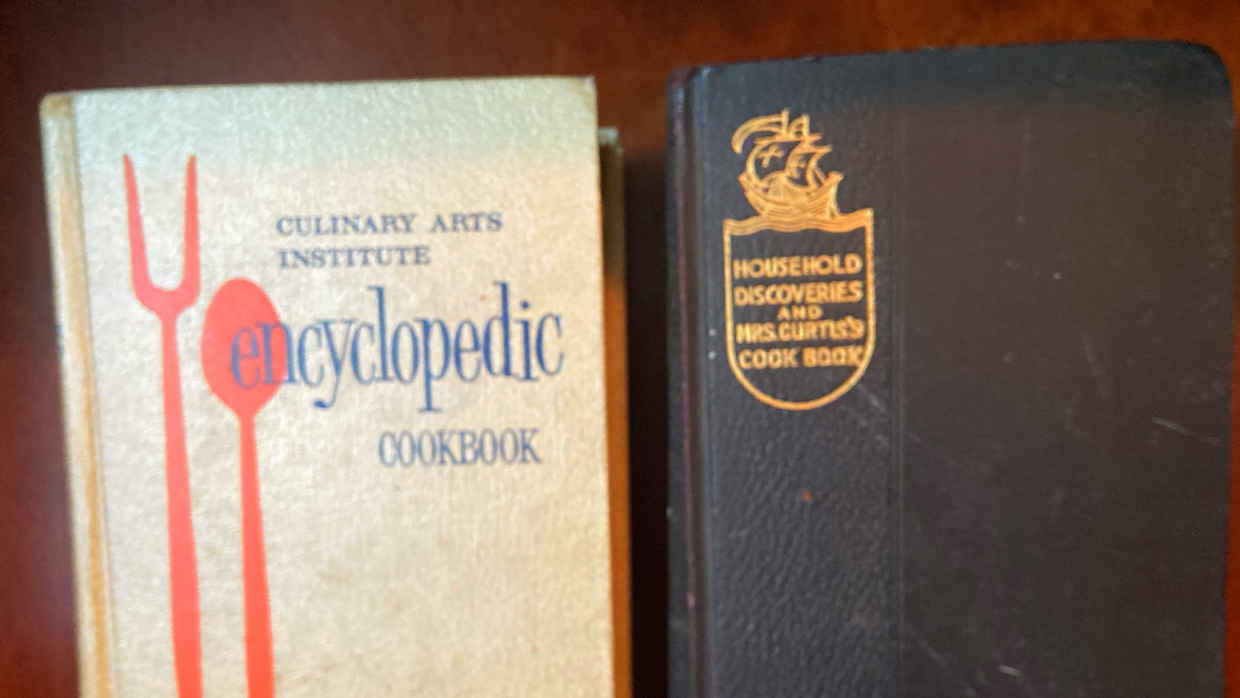 CULINARY ARTS
INSTITUTE
encyclopedic
COOKBOOK
HOUSEHOLD
DISCOVERIES
AND
MRS. CURTIS'S
COOK BOOK